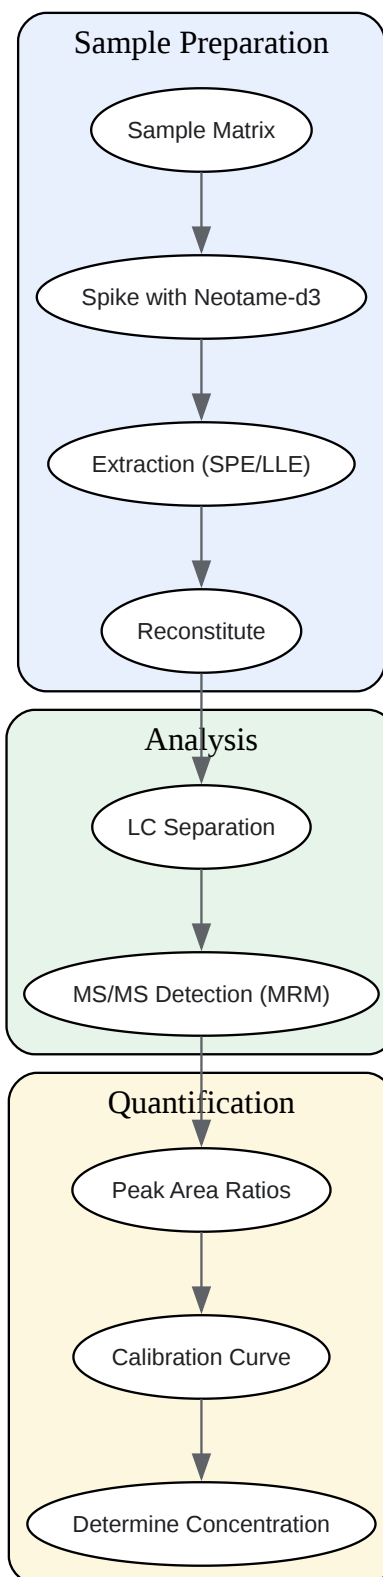 Sample Preparation
Sample Matrix
Spike with Neotame-d3
Extraction (SPE/LLE)
Reconstitute
Analysis
LC Separation
MS/MS Detection (MRM)
Quantification
Peak Area Ratios
Calibration Curve
Determine Concentration